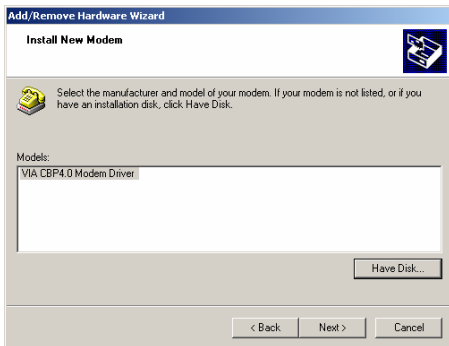 Add/Remove Hardware Wizard
Install New Modem
Select the manufacturer and model of your modem. If your modem is not listed, or if you
have an installation disk, click Have Disk.
Models:
VIA CBP4.0 Modem Driver
Have Disk...
< Back
Next >
Cancel